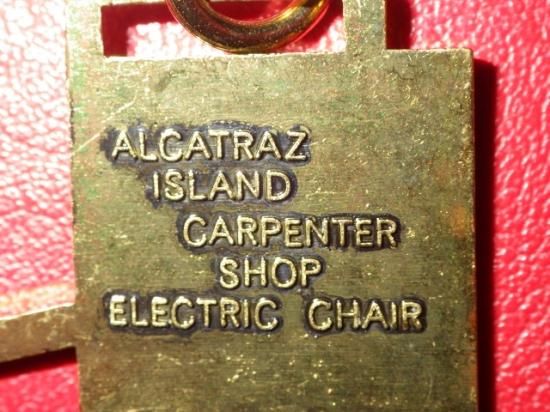 ALCATRAZ
ISLAND
CARPENTER
SHOP
ELECTRIC CHAIR